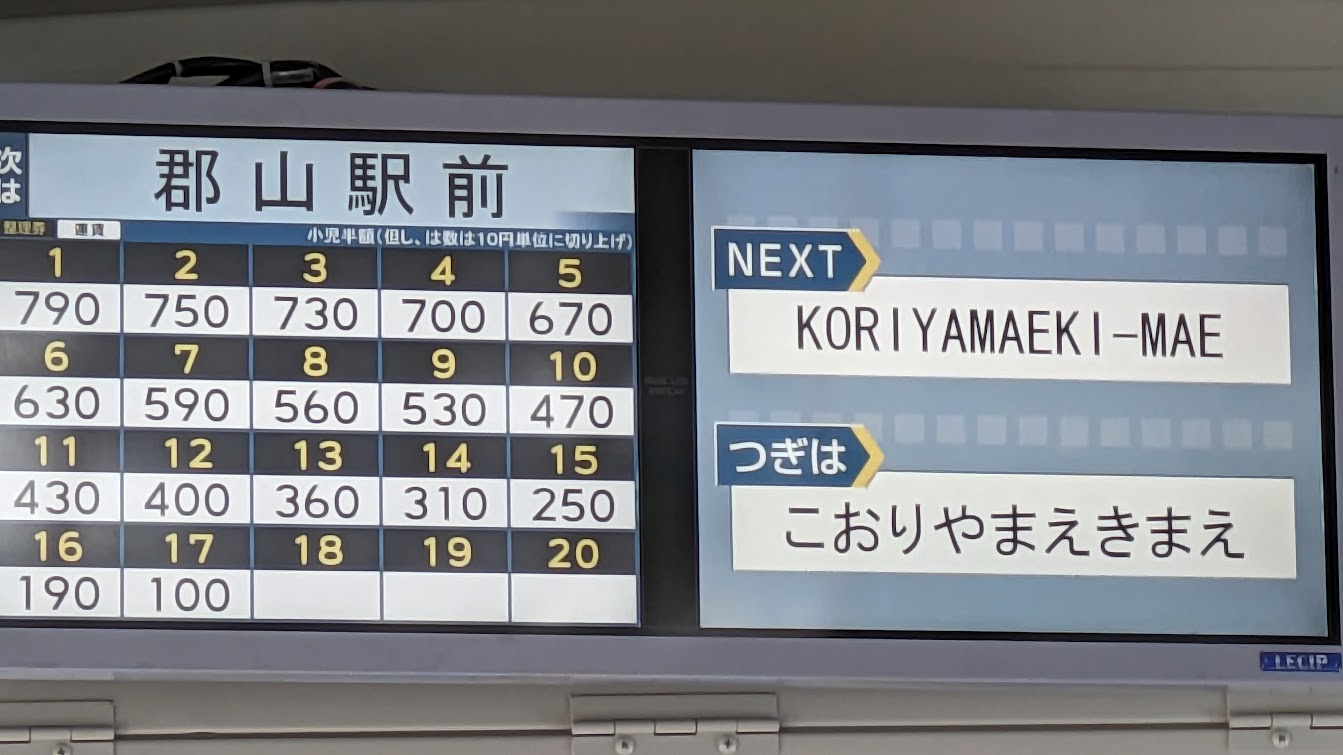 次は
郡山駅前
整理券 運賃
小児半額(但し、は数は10円単位に切り上げ)
1 2 3 4 5
790 750 730 700 670
6 7 8 9 10
630 590 560 530 470
11 12 13 14 15
430 400 360 310 250
16 17 18 19 20
190 100
NEXT
KORIYAMAEKI-MAE
つぎは
こおりやまえきまえ
LECIP